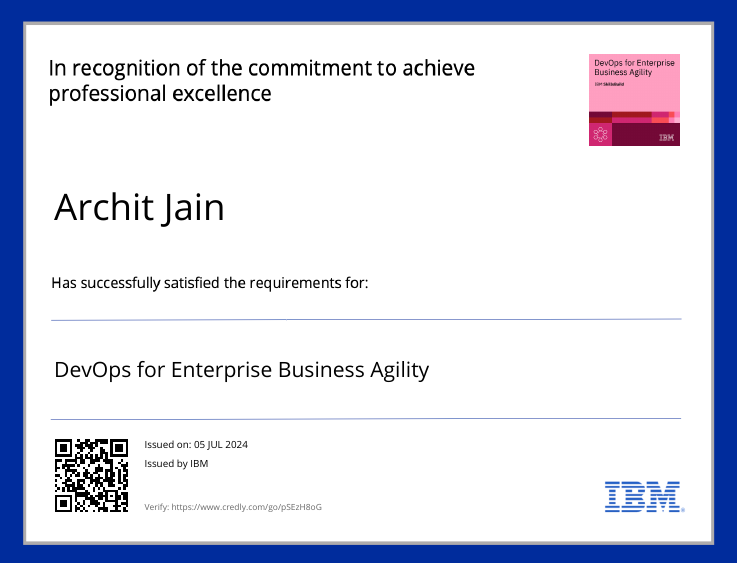 In recognition of the commitment to achieve
professional excellence
DevOps for Enterprise
Business Agility
IBM SkillsBuild
IBM
Archit Jain
Has successfully satisfied the requirements for:
DevOps for Enterprise Business Agility
Issued on: 05 JUL 2024
Issued by IBM
Verify: https://www.credly.com/go/pSEzH8oG
IBM®